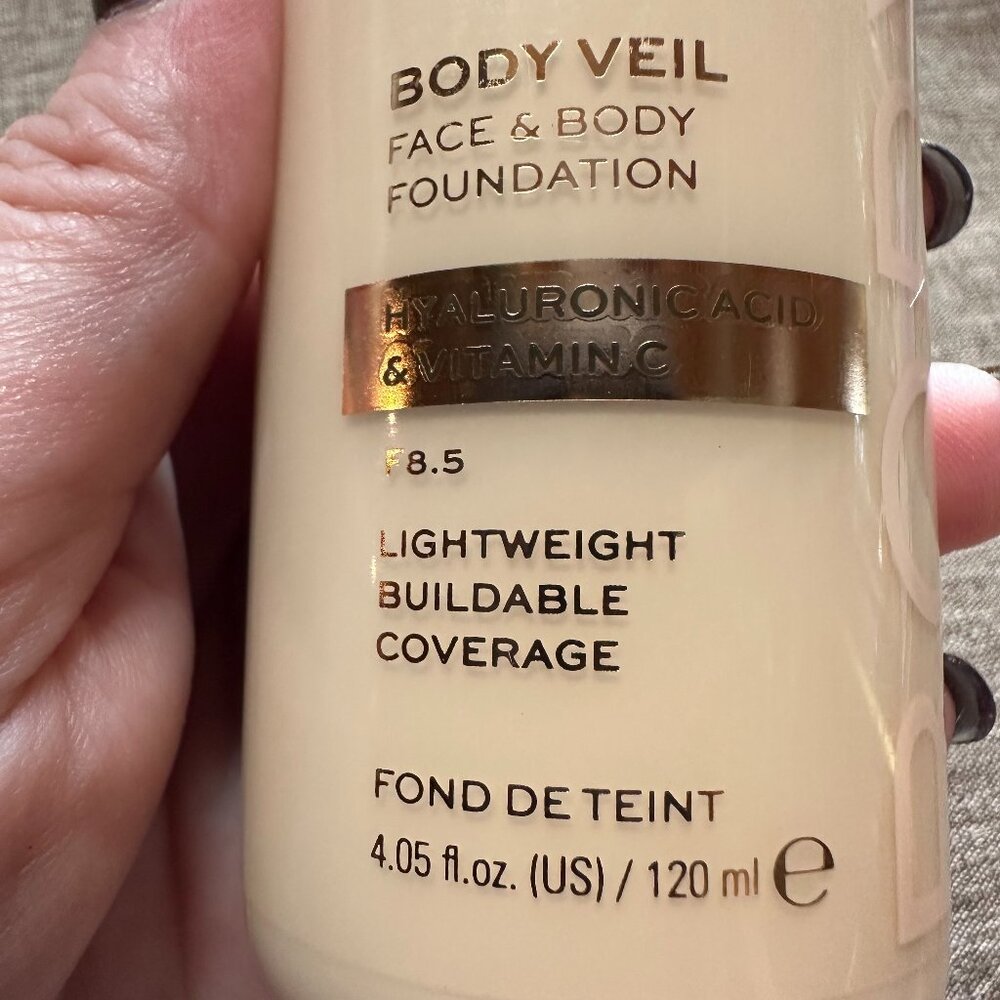 BODY VEIL
FACE & BODY
FOUNDATION
HYALURONIC ACID
& VITAMIN C
F8.5
LIGHTWEIGHT
BUILDABLE
COVERAGE
FOND DE TEINT
4.05 fl.oz. (US) / 120 ml e